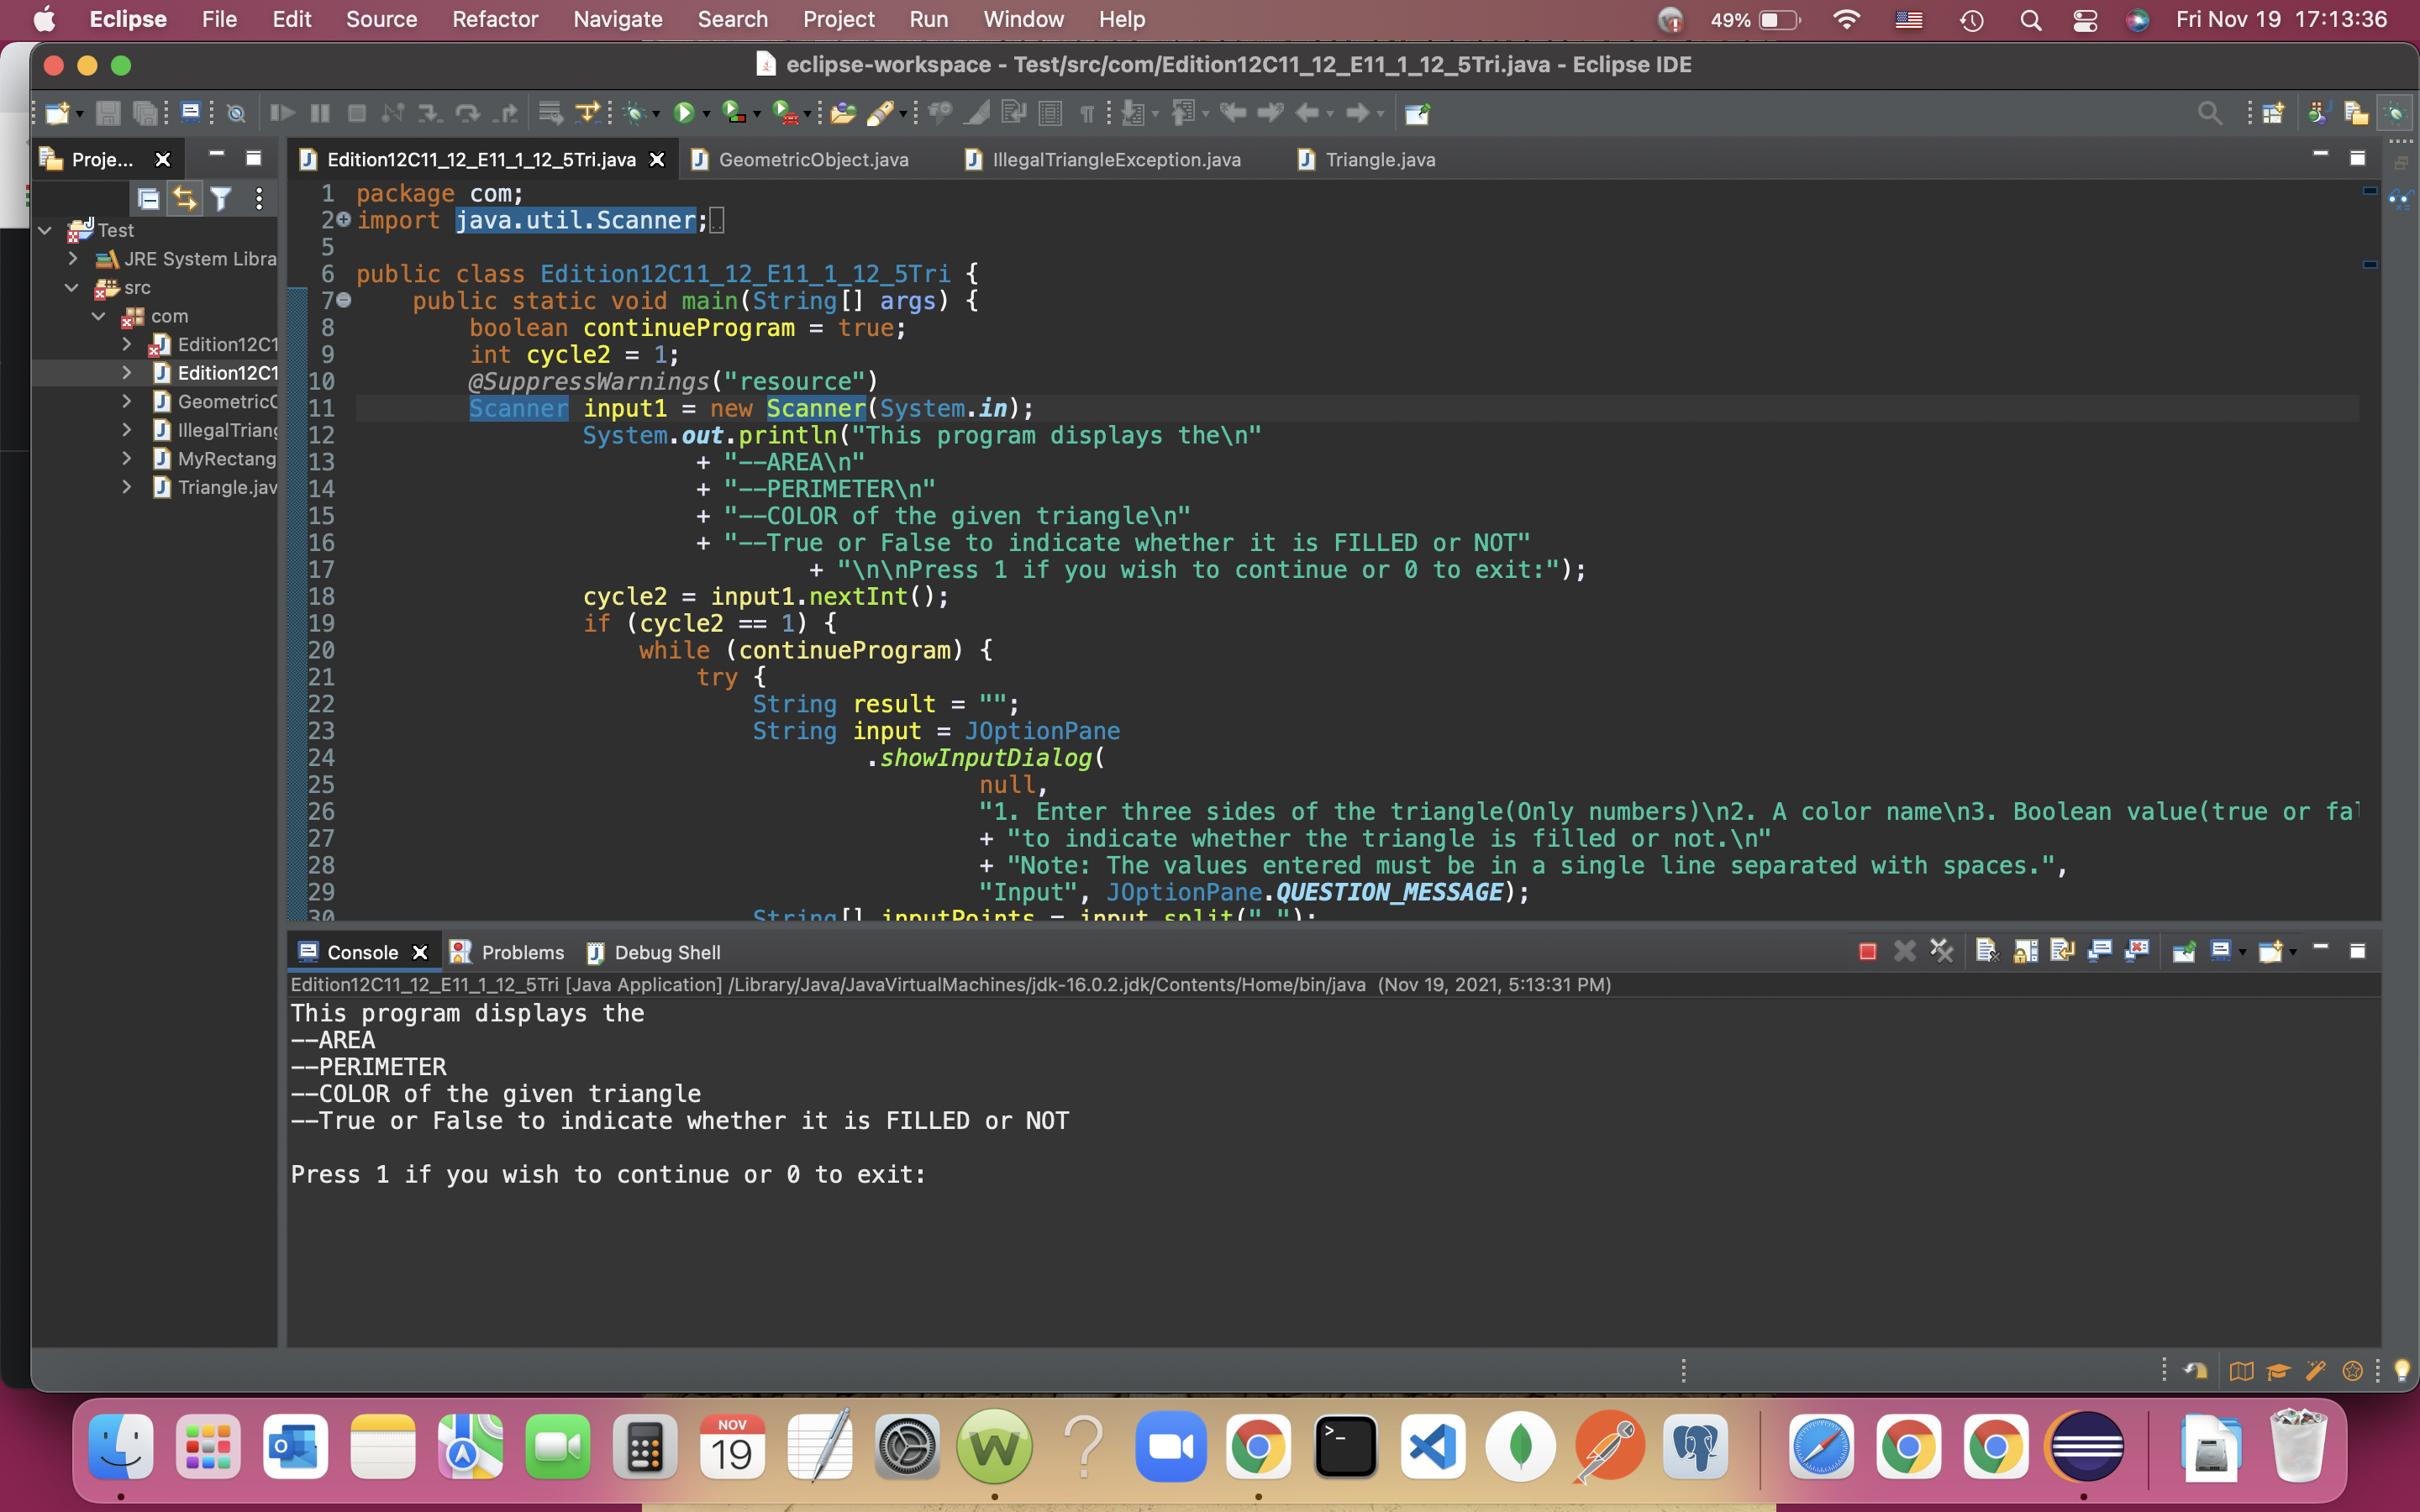 Eclipse File Edit Source Refactor Navigate Search Project Run Window Help 49% Fri Nov 19 17:13:36
eclipse-workspace - Test/src/com/Edition12C11_12_E11_1_12_5Tri.java - Eclipse IDE
Proje...
Edition12C11_12_E11_1_12_5Tri.java GeometricObject.java IllegalTriangleException.java Triangle.java
Test
JRE System Libra
src
com
Edition12C1
Edition12C1
GeometricO
IllegalTriang
MyRectang
Triangle.jav
1 package com;
2 import java.util.Scanner;
5
6 public class Edition12C11_12_E11_1_12_5Tri {
7 public static void main(String[] args) {
8 boolean continueProgram = true;
9 int cycle2 = 1;
10 @SuppressWarnings("resource")
11 Scanner input1 = new Scanner(System.in);
12 System.out.println("This program displays the\n"
13 + "--AREA\n"
14 + "--PERIMETER\n"
15 + "--COLOR of the given triangle\n"
16 + "--True or False to indicate whether it is FILLED or NOT"
17 + "\n\nPress 1 if you wish to continue or 0 to exit:");
18 cycle2 = input1.nextInt();
19 if (cycle2 == 1) {
20 while (continueProgram) {
21 try {
22 String result = "";
23 String input = JOptionPane
24 .showInputDialog(
25 null,
26 "1. Enter three sides of the triangle(Only numbers)\n2. A color name\n3. Boolean value(true or fal
27 + "to indicate whether the triangle is filled or not.\n"
28 + "Note: The values entered must be in a single line separated with spaces.",
29 "Input", JOptionPane.QUESTION_MESSAGE);
30 String[] inputPoints = input.split(" ");
Console Problems Debug Shell
Edition12C11_12_E11_1_12_5Tri [Java Application] /Library/Java/JavaVirtualMachines/jdk-16.0.2.jdk/Contents/Home/bin/java (Nov 19, 2021, 5:13:31 PM)
This program displays the
--AREA
--PERIMETER
--COLOR of the given triangle
--True or False to indicate whether it is FILLED or NOT
Press 1 if you wish to continue or 0 to exit:
NOV
19